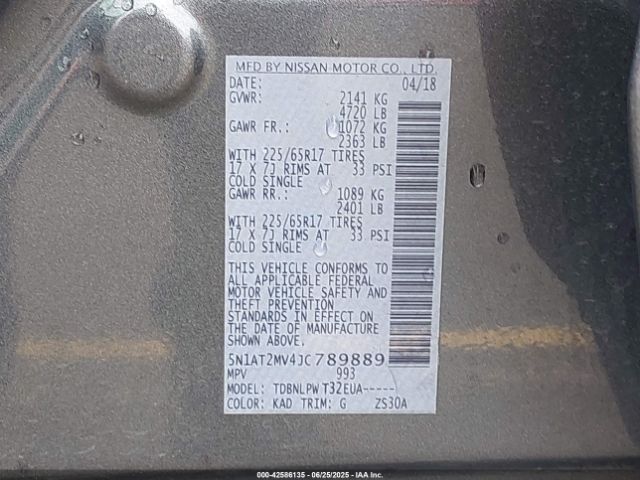 MFD BY NISSAN MOTOR CO., LTD.
DATE: 04/18
GVWR: 2141 KG
4720 LB
GAWR FR.: 1072 KG
2363 LB
WITH 225/65R17 TIRES
17 X 7J RIMS AT 33 PSI
COLD SINGLE
GAWR RR.: 1089 KG
2401 LB
WITH 225/65R17 TIRES
17 X 7J RIMS AT 33 PSI
COLD SINGLE
THIS VEHICLE CONFORMS TO
ALL APPLICABLE FEDERAL
MOTOR VEHICLE SAFETY AND
THEFT PREVENTION
STANDARDS IN EFFECT ON
THE DATE OF MANUFACTURE
SHOWN ABOVE.
5N1AT2MV4JC789889
MPV 993
MODEL: TDBNLPW T32EUA-----
COLOR: KAD TRIM: G ZS30A
000-42586135 - 06/25/2025 - IAA Inc.